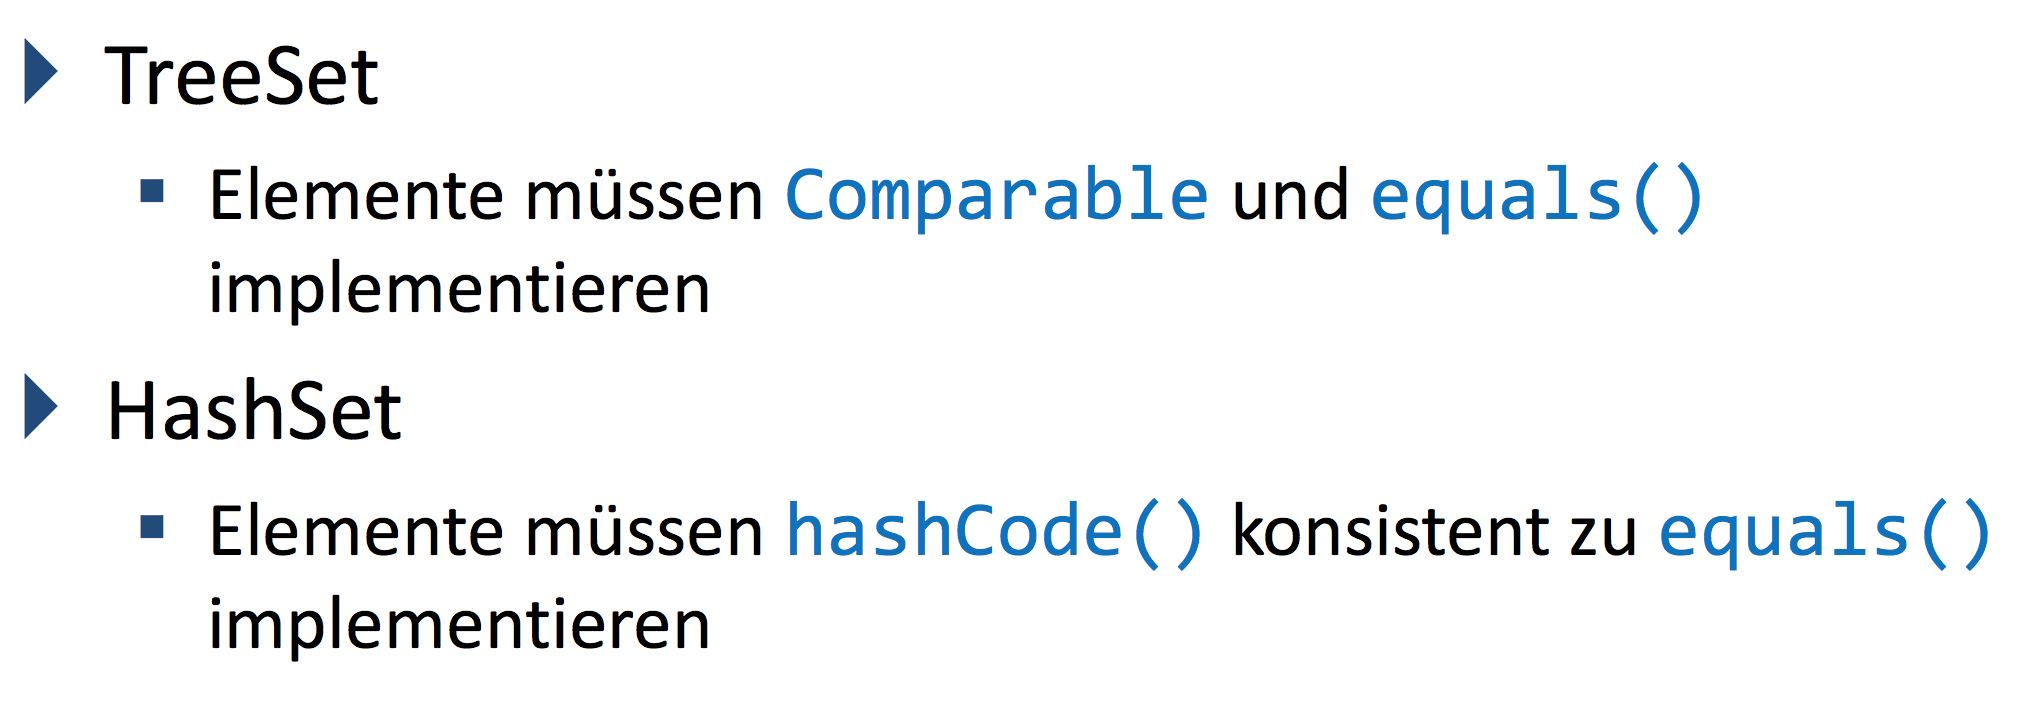 TreeSet
Elemente müssen Comparable und equals()
implementieren
HashSet
Elemente müssen hashCode() konsistent zu equals()
implementieren